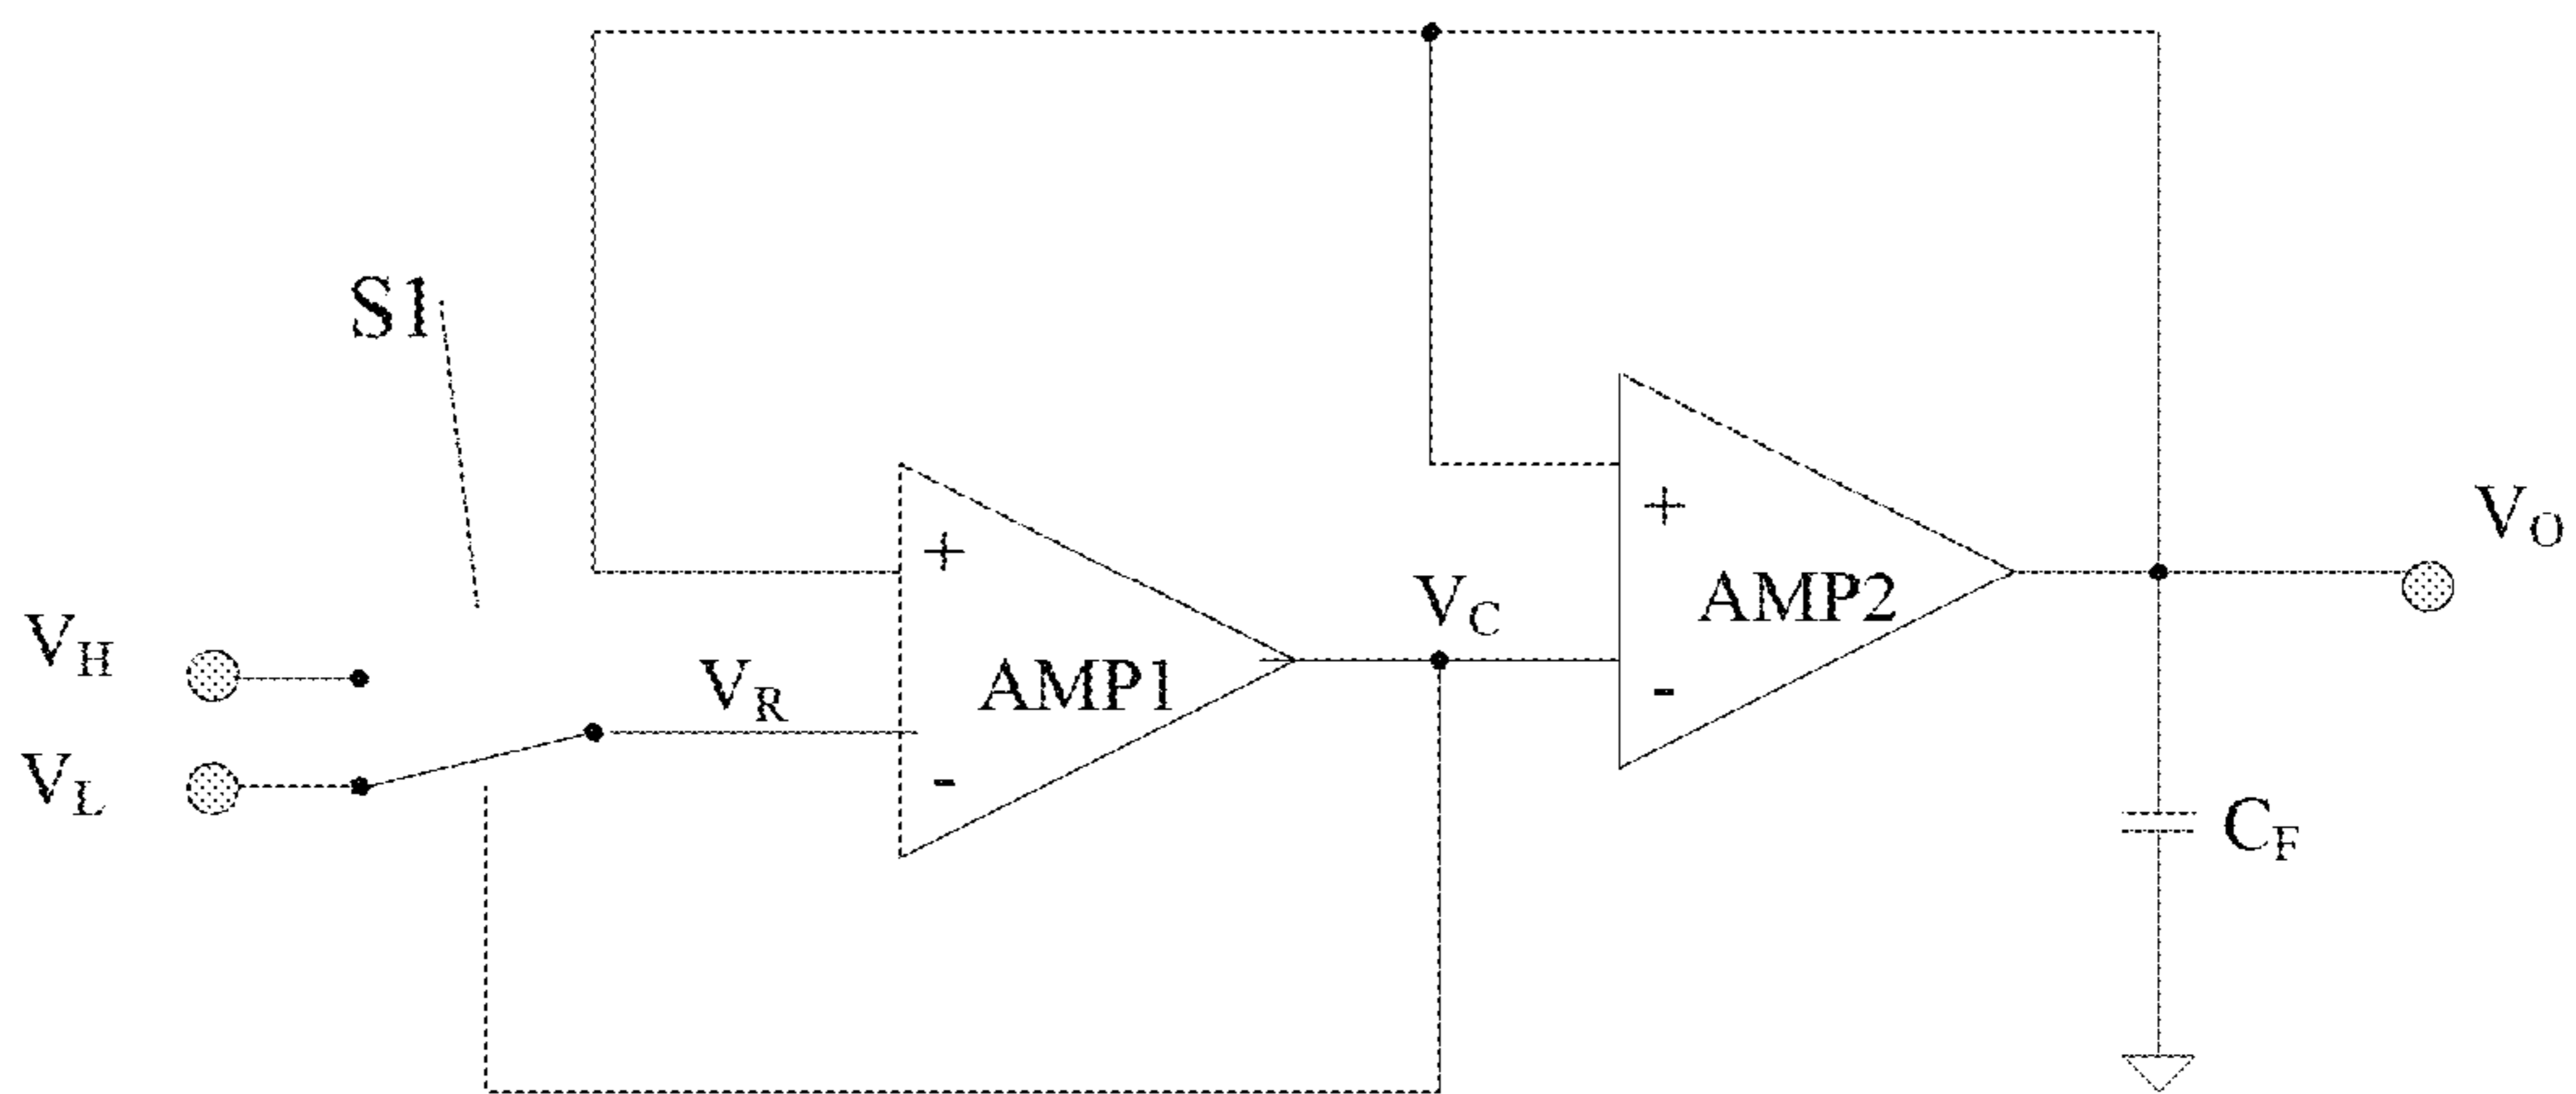 S1
V_H
V_L
V_R
+
AMP1
-
V_C
+
AMP2
-
V_O
C_F